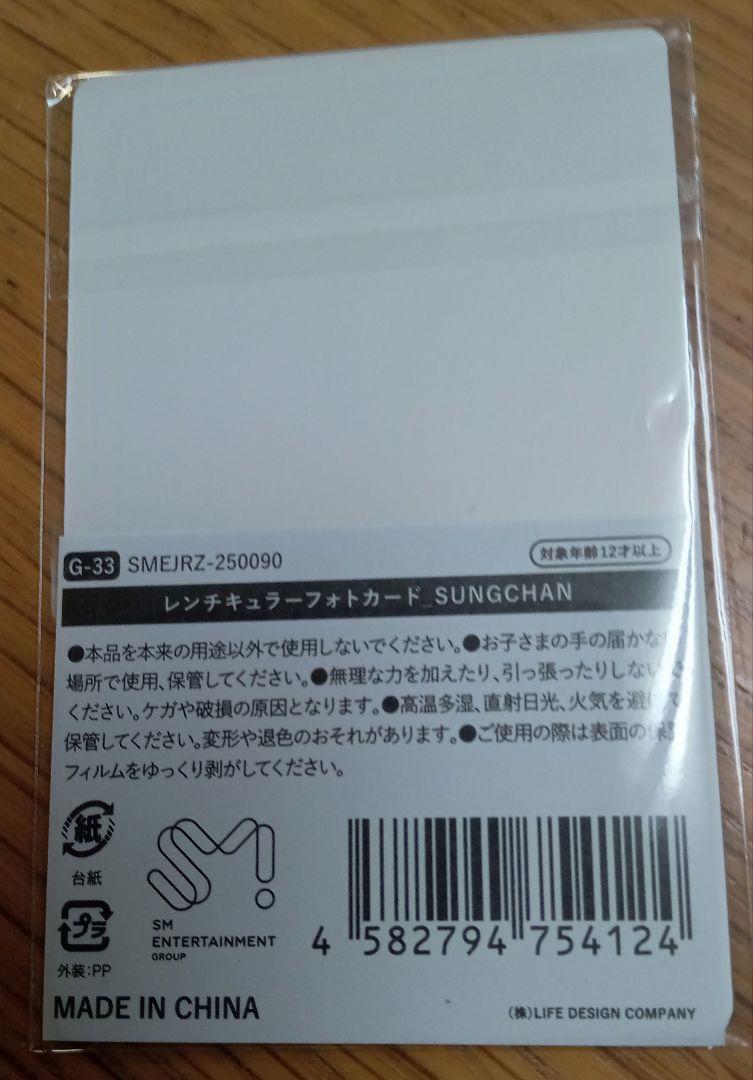 G-33 SMEJRZ-250090 対象年齢12才以上
レンチキュラーフォトカード_SUNGCHAN
●本品を本来の用途以外で使用しないでください。●お子さまの手の届かない
場所で使用、保管してください。●無理な力を加えたり、引っ張ったりしないで
ください。ケガや破損の原因となります。●高温多湿、直射日光、火気を避けて
保管してください。変形や退色のおそれがあります。●ご使用の際は表面の保護
フィルムをゆっくり剥がしてください。
紙
台紙
プラ
外装:PP
SM
SM
ENTERTAINMENT
GROUP
4 582794 754124
MADE IN CHINA
(株)LIFE DESIGN COMPANY